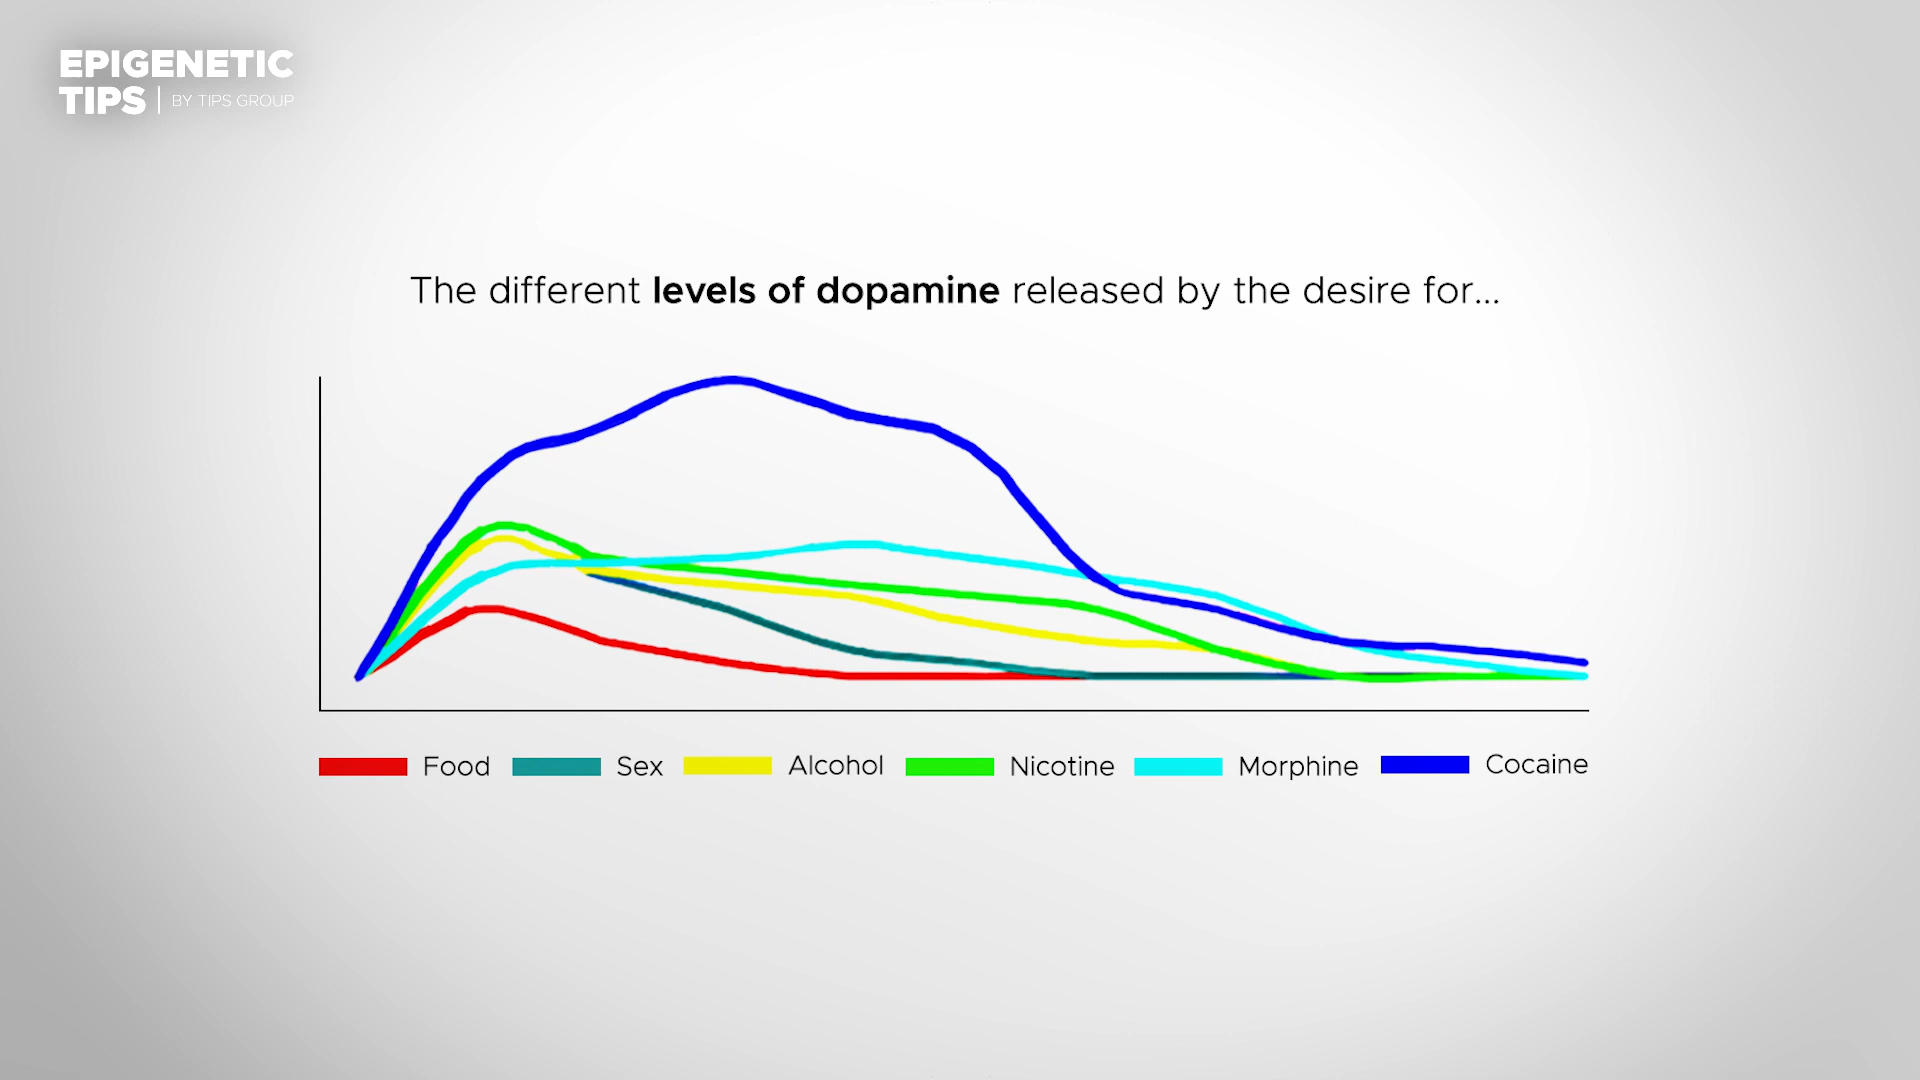 EPIGENETIC
TIPS | BY TIPS GROUP
The different levels of dopamine released by the desire for...
Food Sex Alcohol Nicotine Morphine Cocaine